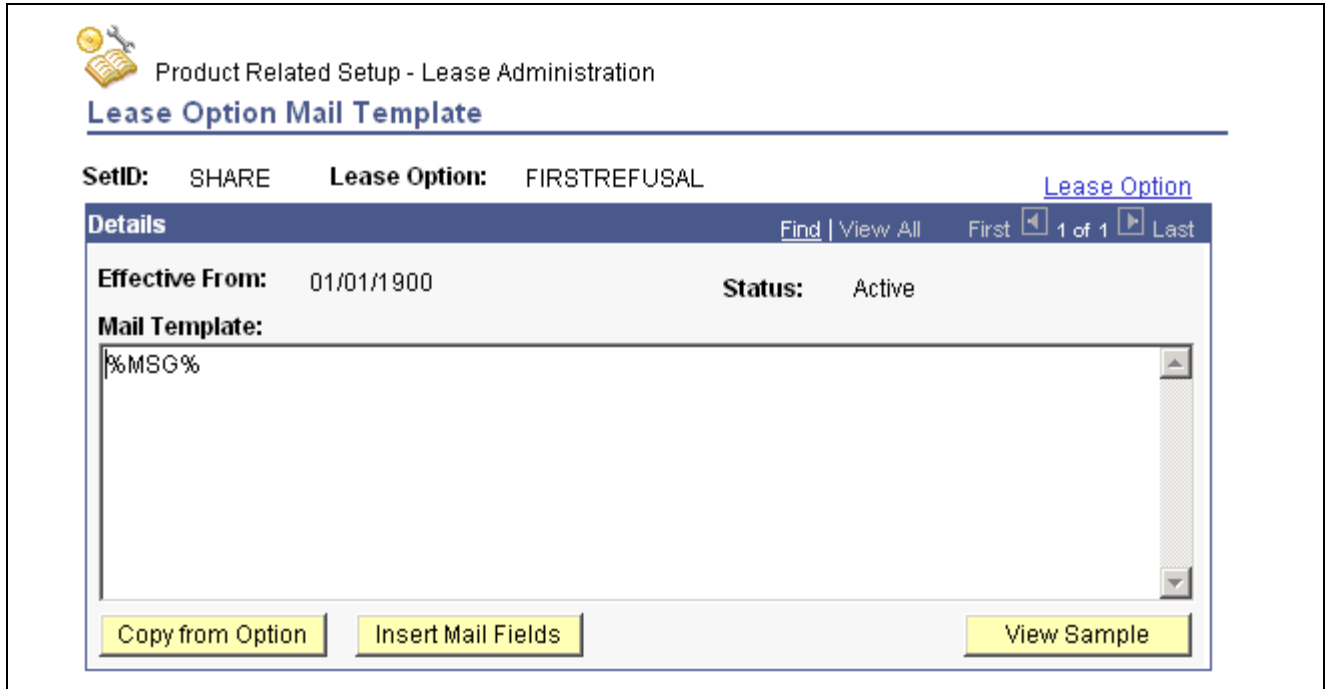 Product Related Setup - Lease Administration
Lease Option Mail Template
SetID: SHARE Lease Option: FIRSTREFUSAL Lease Option
Details Find | View All First 1 of 1 Last
Effective From: 01/01/1900 Status: Active
Mail Template:
%MSG%
Copy from Option Insert Mail Fields View Sample